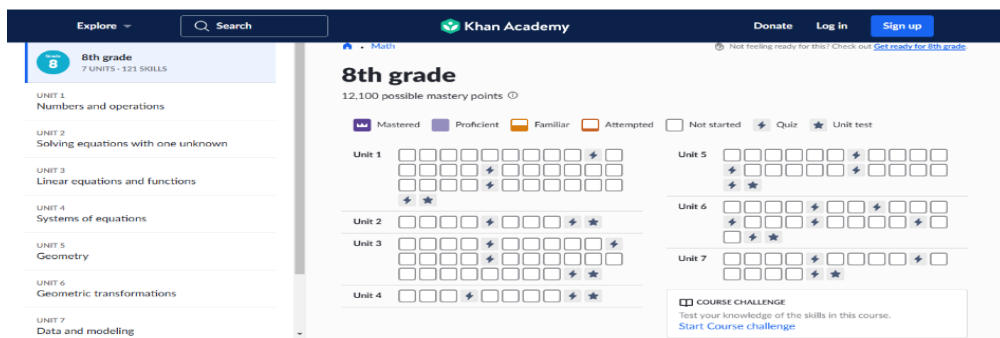 Explore
Search
Khan Academy
Donate
Log in
Sign up
Grade
8
8th grade
7 UNITS · 121 SKILLS
UNIT 1
Numbers and operations
UNIT 2
Solving equations with one unknown
UNIT 3
Linear equations and functions
UNIT 4
Systems of equations
UNIT 5
Geometry
UNIT 6
Geometric transformations
UNIT 7
Data and modeling
Math
Not feeling ready for this? Check out Get ready for 8th grade.
8th grade
12,100 possible mastery points
Mastered Proficient Familiar Attempted Not started Quiz Unit test
Unit 1
Unit 2
Unit 3
Unit 4
Unit 5
Unit 6
Unit 7
COURSE CHALLENGE
Test your knowledge of the skills in this course.
Start Course challenge